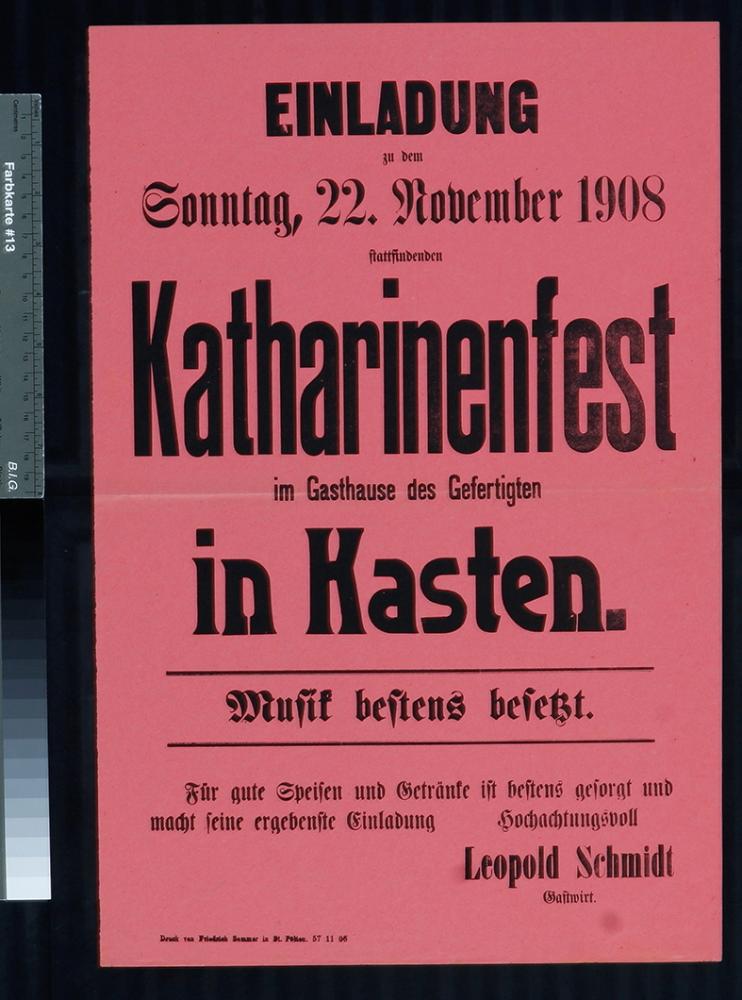 EINLADUNG
zu dem
Sonntag, 22. November 1908
stattfindenden
Katharinenfest
im Gasthause des Gefertigten
in Kasten.
Musik bestens besetzt.
Für gute Speisen und Getränke ist bestens gesorgt und
macht seine ergebenste Einladung Hochachtungsvoll
Leopold Schmidt
Gastwirt.
Druck von Friedrich Sommer in St. Pölten. 57 11 06
Farbkarte #13
B.I.G.
Centimetres